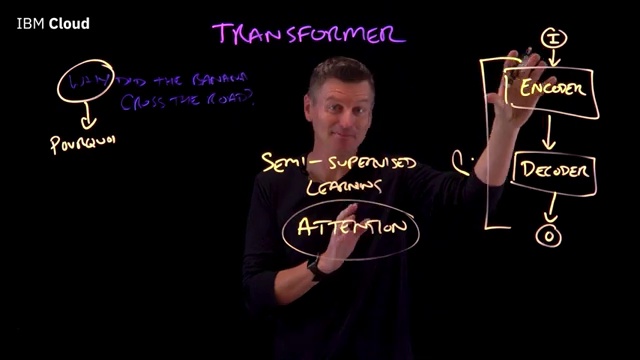 IBM Cloud
TRANSFORMER
WHY DID THE BANANA
CROSS THE ROAD?
POURQUOI
SEMI-SUPERVISED
LEARNING
ATTENTION
I
ENCODER
DECODER
O